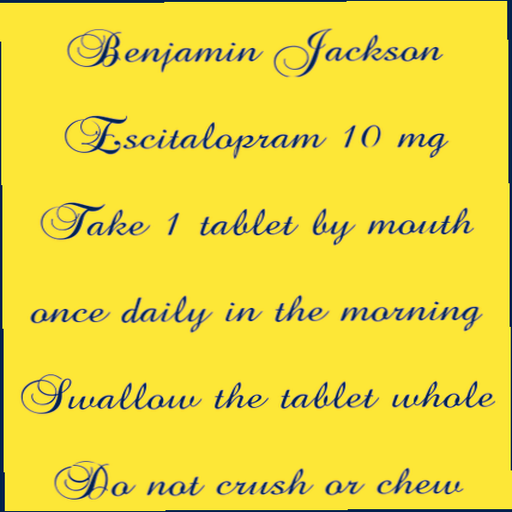 Benjamin Jackson
Escitalopram 10 mg
Take 1 tablet by mouth
once daily in the morning
Swallow the tablet whole
Do not crush or chew